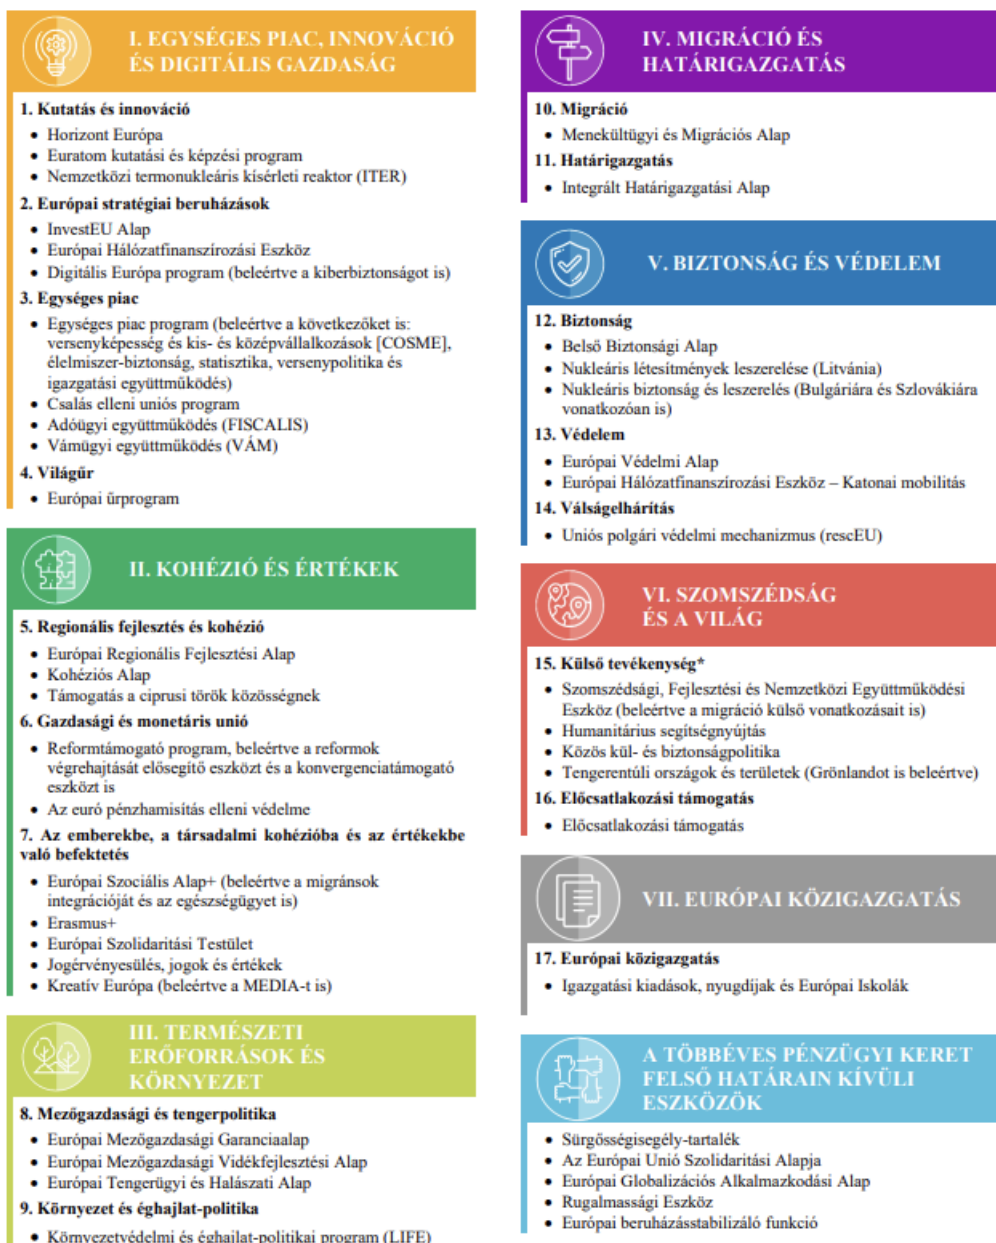 I. EGYSÉGES PIAC, INNOVÁCIÓ
ÉS DIGITÁLIS GAZDASÁG
1. Kutatás és innováció
• Horizont Európa
• Euratom kutatási és képzési program
• Nemzetközi termonukleáris kísérleti reaktor (ITER)
2. Európai stratégiai beruházások
• InvestEU Alap
• Európai Hálózatfinanszírozási Eszköz
• Digitális Európa program (beleértve a kiberbiztonságot is)
3. Egységes piac
• Egységes piac program (beleértve a következőket is:
versenyképesség és kis- és középvállalkozások [COSME],
élelmiszer-biztonság, statisztika, versenypolitika és
igazgatási együttműködés)
• Csalás elleni uniós program
• Adóügyi együttműködés (FISCALIS)
• Vámügyi együttműködés (VÁM)
4. Világűr
• Európai űrprogram
II. KOHÉZIÓ ÉS ÉRTÉKEK
5. Regionális fejlesztés és kohézió
• Európai Regionális Fejlesztési Alap
• Kohéziós Alap
• Támogatás a ciprusi török közösségnek
6. Gazdasági és monetáris unió
• Reformtámogató program, beleértve a reformok
végrehajtását elősegítő eszközt és a konvergenciatámogató
eszközt is
• Az euró pénzhamisítás elleni védelme
7. Az emberekbe, a társadalmi kohézióba és az értékekbe
való befektetés
• Európai Szociális Alap+ (beleértve a migránsok
integrációját és az egészségügyet is)
• Erasmus+
• Európai Szolidaritási Testület
• Jogérvényesülés, jogok és értékek
• Kreatív Európa (beleértve a MEDIA-t is)
III. TERMÉSZETI
ERŐFORRÁSOK ÉS
KÖRNYEZET
8. Mezőgazdasági és tengerpolitika
• Európai Mezőgazdasági Garanciaalap
• Európai Mezőgazdasági Vidékfejlesztési Alap
• Európai Tengerügyi és Halászati Alap
9. Környezet és éghajlat-politika
• Környezetvédelmi és éghajlat-politikai program (LIFE)
IV. MIGRÁCIÓ ÉS
HATÁRIGAZGATÁS
10. Migráció
• Menekültügyi és Migrációs Alap
11. Határigazgatás
• Integrált Határigazgatási Alap
V. BIZTONSÁG ÉS VÉDELEM
12. Biztonság
• Belső Biztonsági Alap
• Nukleáris létesítmények leszerelése (Litvánia)
• Nukleáris biztonság és leszerelés (Bulgáriára és Szlovákiára
vonatkozóan is)
13. Védelem
• Európai Védelmi Alap
• Európai Hálózatfinanszírozási Eszköz – Katonai mobilitás
14. Válságelhárítás
• Uniós polgári védelmi mechanizmus (rescEU)
VI. SZOMSZÉDSÁG
ÉS A VILÁG
15. Külső tevékenység*
• Szomszédsági, Fejlesztési és Nemzetközi Együttműködési
Eszköz (beleértve a migráció külső vonatkozásait is)
• Humanitárius segítségnyújtás
• Közös kül- és biztonságpolitika
• Tengerentúli országok és területek (Grönlandot is beleértve)
16. Előcsatlakozási támogatás
• Előcsatlakozási támogatás
VII. EURÓPAI KÖZIGAZGATÁS
17. Európai közigazgatás
• Igazgatási kiadások, nyugdíjak és Európai Iskolák
A TÖBBÉVES PÉNZÜGYI KERET
FELSŐ HATÁRAIN KÍVÜLI
ESZKÖZÖK
• Sürgősségisegély-tartalék
• Az Európai Unió Szolidaritási Alapja
• Európai Globalizációs Alkalmazkodási Alap
• Rugalmassági Eszköz
• Európai beruházásstabilizáló funkció